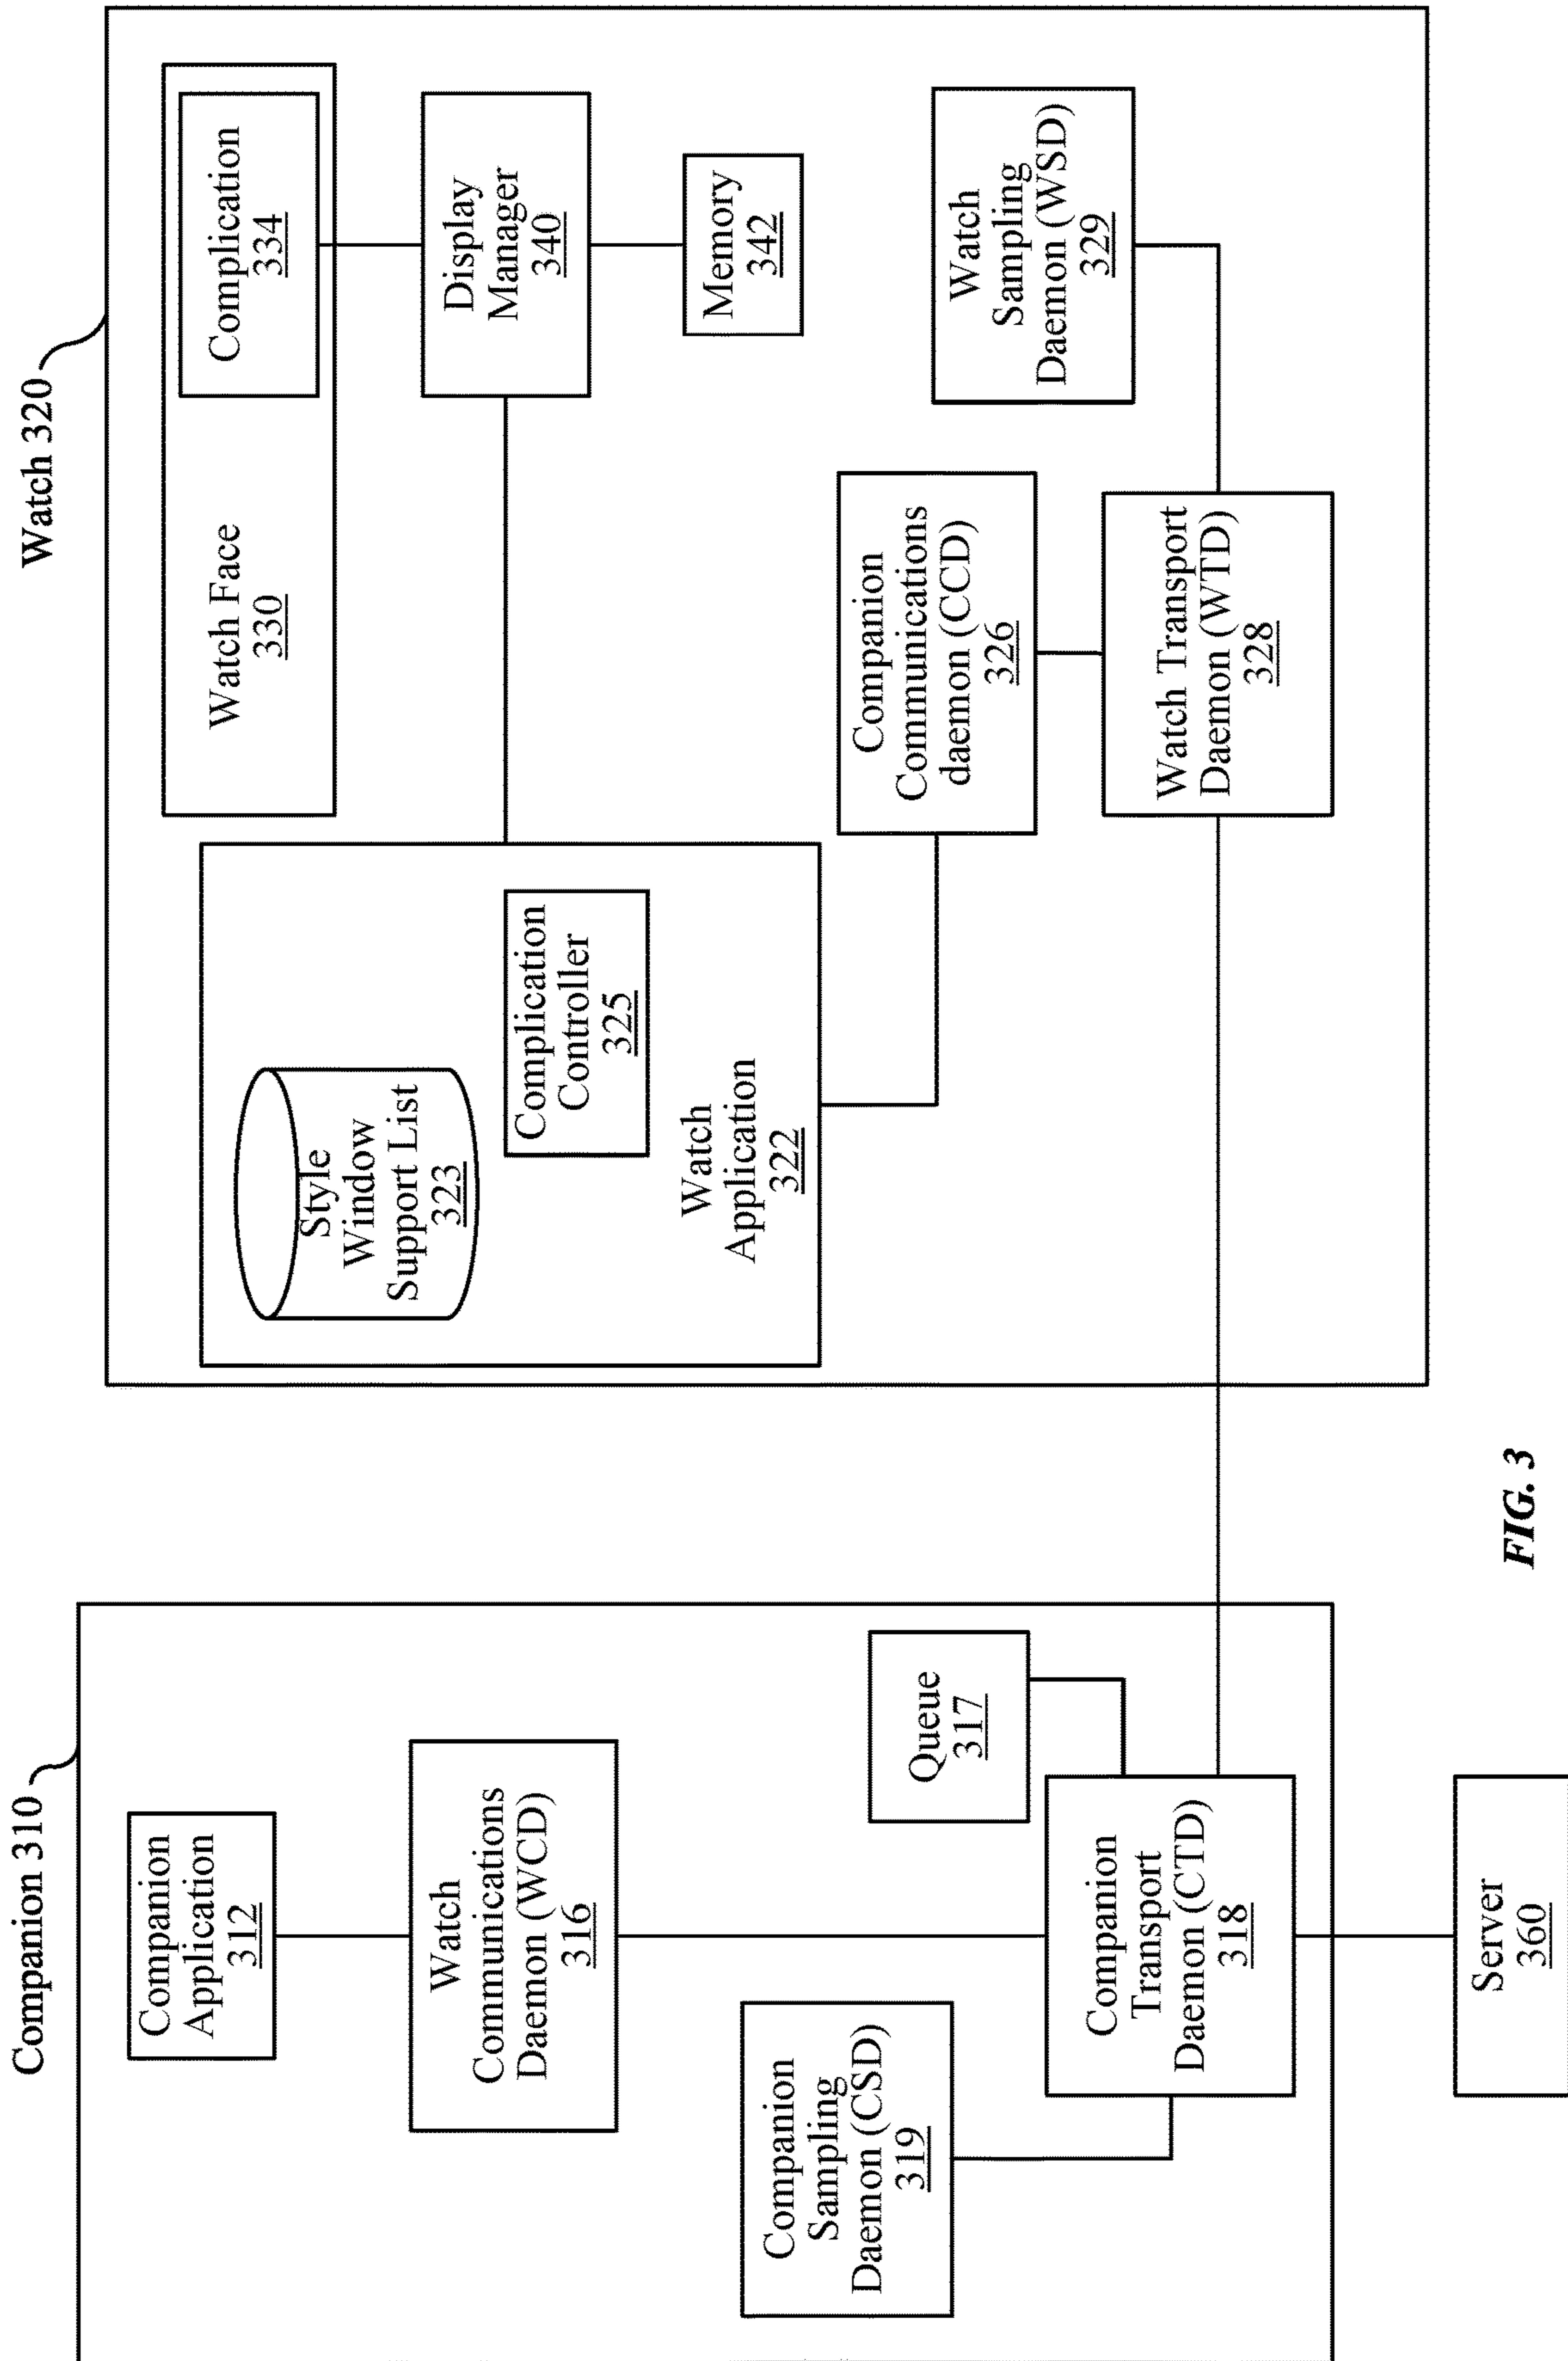 Companion 310
Companion
Application
312
Watch
Communications
Daemon (WCD)
316
Companion
Sampling
Daemon (CSD)
319
Queue
317
Companion
Transport
Daemon (CTD)
318
Server
360
Watch 320
Style
Window
Support List
323
Complication
Controller
325
Watch
Application
322
Watch Face
330
Complication
334
Display
Manager
340
Memory
342
Companion
Communications
daemon (CCD)
326
Watch
Sampling
Daemon (WSD)
329
Watch Transport
Daemon (WTD)
328
FIG. 3